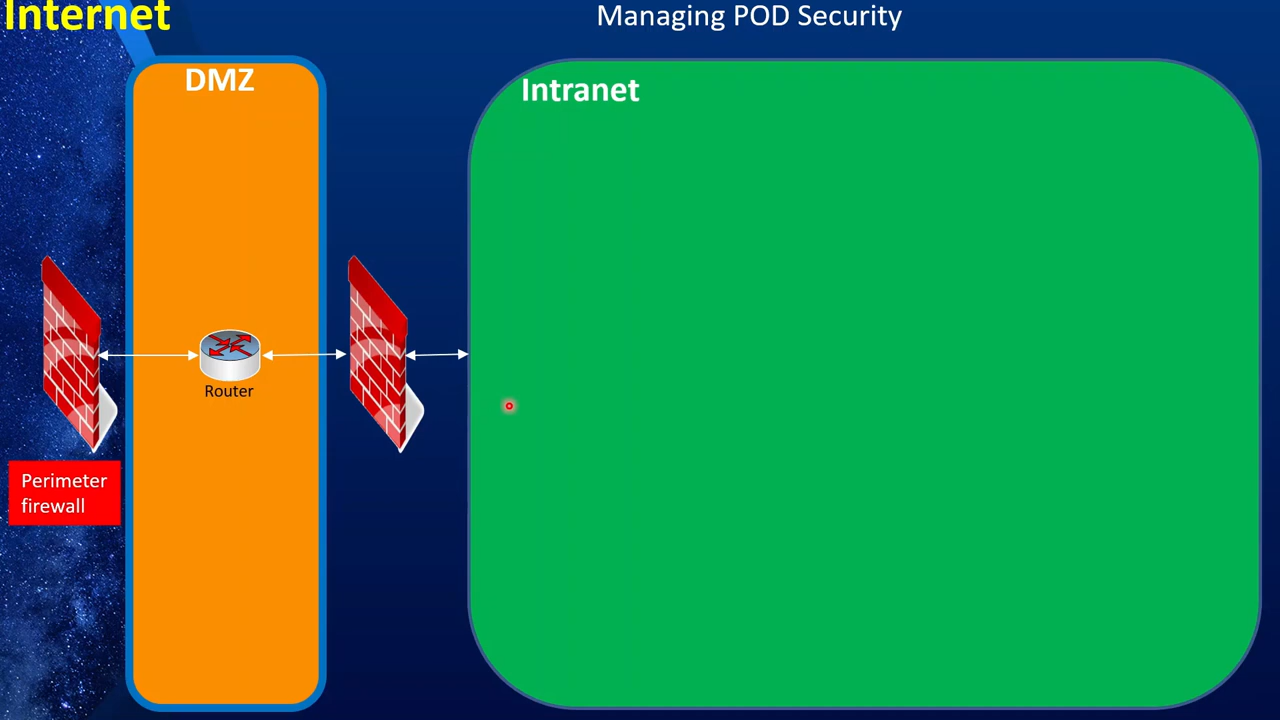 Internet
Managing POD Security
DMZ
Intranet
Router
Perimeter
firewall